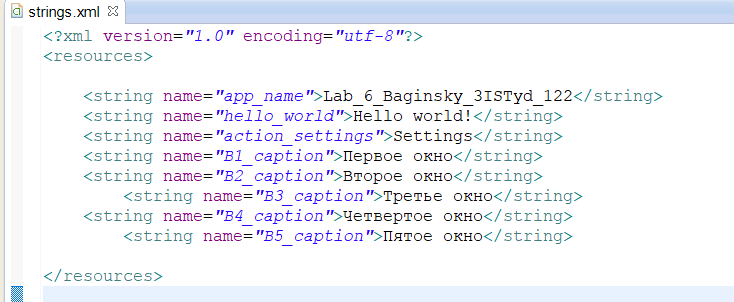 strings.xml
<?xml version="1.0" encoding="utf-8"?>
<resources>
<string name="app_name">Lab_6_Baginsky_3ISTyd_122</string>
<string name="hello_world">Hello world!</string>
<string name="action_settings">Settings</string>
<string name="B1_caption">Первое окно</string>
<string name="B2_caption">Второе окно</string>
<string name="B3_caption">Третье окно</string>
<string name="B4_caption">Четвертое окно</string>
<string name="B5_caption">Пятое окно</string>
</resources>